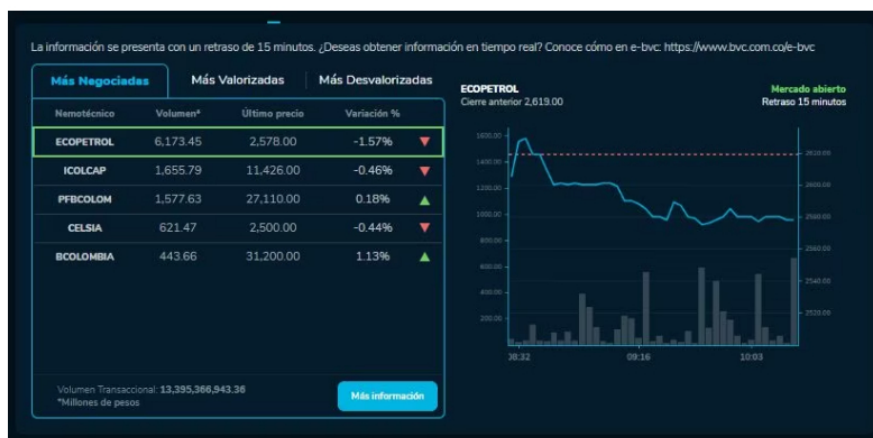 La información se presenta con un retraso de 15 minutos. ¿Deseas obtener información en tiempo real? Conoce cómo en e-bvc: https://www.bvc.com.co/e-bvc
Más Negociadas Más Valorizadas Más Desvalorizadas
Nemotécnico Volumen* Último precio Variación %
ECOPETROL 6,173.45 2,578.00 -1.57% ▼
ICOLCAP 1,655.79 11,426.00 -0.46% ▼
PFBCOLOM 1,577.63 27,110.00 0.18% ▲
CELSIA 621.47 2,500.00 -0.44% ▼
BCOLOMBIA 443.66 31,200.00 1.13% ▲
Volumen Transaccional: 13,395,366,943.36
*Millones de pesos
Más información
ECOPETROL Mercado abierto
Cierre anterior 2,619.00 Retraso 15 minutos
1600.00
1400.00 2620.00
1200.00 2600.00
1000.00 2580.00
800.00 2560.00
600.00
400.00 2540.00
200.00 2520.00
08:32 09:16 10:03